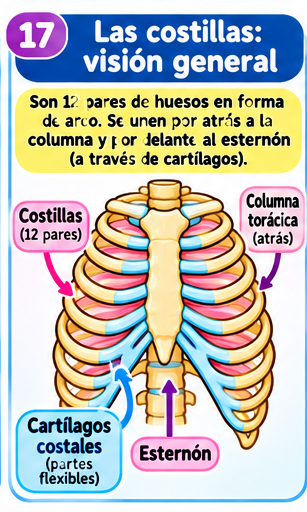 17
Las costillas:
visión general
Son 12 pares de huesos en forma
de arco. Se unen por atrás a la
columna y por delante al esternón
(a través de cartílagos).
Costillas
(12 pares)
Columna
torácica
(atrás)
Cartílagos
costales
(partes
flexibles)
Esternón